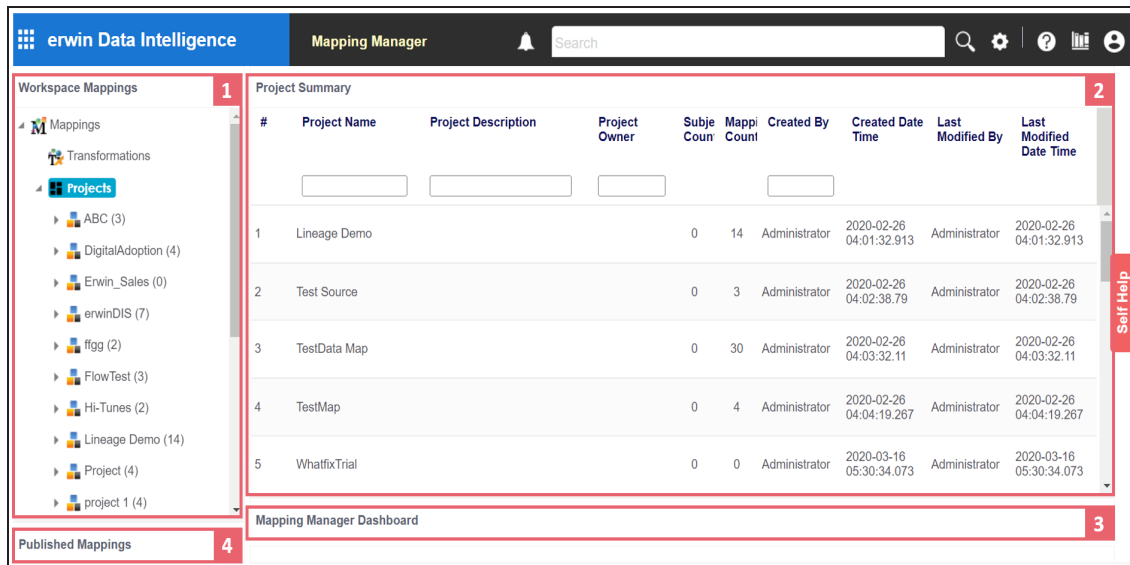 erwin Data Intelligence
Mapping Manager
Search
Workspace Mappings
1
Mappings
Transformations
Projects
ABC (3)
DigitalAdoption (4)
Erwin_Sales (0)
erwinDIS (7)
ffgg (2)
FlowTest (3)
Hi-Tunes (2)
Lineage Demo (14)
Project (4)
project 1 (4)
Published Mappings
4
Project Summary
2
# Project Name Project Description Project Owner Subje Coun Mappi Count Created By Created Date Time Last Modified By Last Modified Date Time
1 Lineage Demo 0 14 Administrator 2020-02-26 04:01:32.913 Administrator 2020-02-26 04:01:32.913
2 Test Source 0 3 Administrator 2020-02-26 04:02:38.79 Administrator 2020-02-26 04:02:38.79
3 TestData Map 0 30 Administrator 2020-02-26 04:03:32.11 Administrator 2020-02-26 04:03:32.11
4 TestMap 0 4 Administrator 2020-02-26 04:04:19.267 Administrator 2020-02-26 04:04:19.267
5 WhatfixTrial 0 0 Administrator 2020-03-16 05:30:34.073 Administrator 2020-03-16 05:30:34.073
Self Help
Mapping Manager Dashboard
3